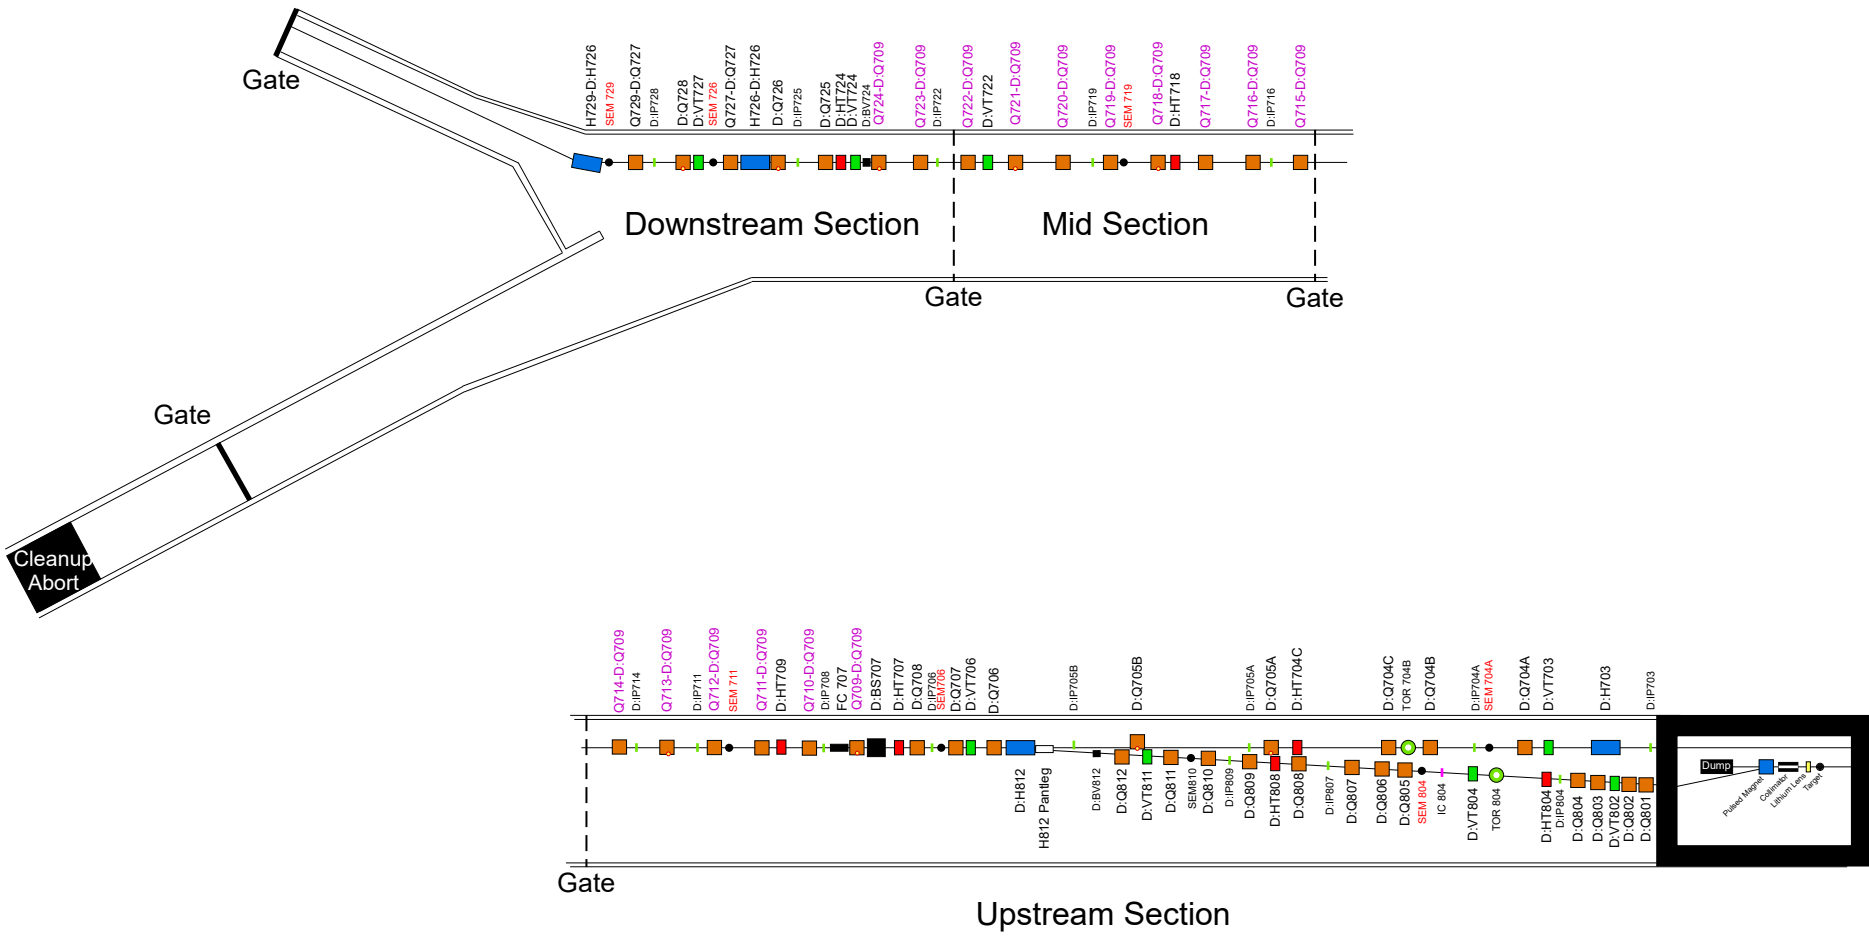 H729-D:H726
SEM 729
Q729-D:Q727
D:IP728
D:Q728
D:VT727
SEM 726
Q727-D:Q727
H726-D:H726
D:Q726
D:IP725
D:Q725
D:HT724
D:VT724
D:BV724
Q724-D:Q709
Q723-D:Q709
D:IP722
Q722-D:Q709
D:VT722
Q721-D:Q709
Q720-D:Q709
D:IP719
Q719-D:Q709
SEM 719
Q718-D:Q709
D:HT718
Q717-D:Q709
Q716-D:Q709
D:IP716
Q715-D:Q709
Gate
Downstream Section
Mid Section
Gate
Gate
Gate
Cleanup
Abort
Q714-D:Q709
D:IP714
Q713-D:Q709
D:IP711
Q712-D:Q709
SEM 711
Q711-D:Q709
D:HT709
Q710-D:Q709
D:IP708
FC 707
Q709-D:Q709
D:BS707
D:HT707
D:Q708
D:IP706
SEM706
D:Q707
D:VT706
D:Q706
D:IP705B
D:Q705B
D:IP705A
D:Q705A
D:HT704C
D:Q704C
TOR 704B
D:Q704B
D:IP704A
SEM 704A
D:Q704A
D:VT703
D:H703
D:IP703
D:H812
H812 Pantleg
D:BV812
D:Q812
D:VT811
D:Q811
SEM810
D:Q810
D:IP809
D:Q809
D:HT808
D:Q808
D:IP807
D:Q807
D:Q806
D:Q805
SEM 804
IC 804
D:VT804
TOR 804
D:HT804
D:IP804
D:Q804
D:Q803
D:VT802
D:Q802
D:Q801
Dump
Pulsed Magnet
Collimator
Lithium Lens
Target
Gate
Upstream Section